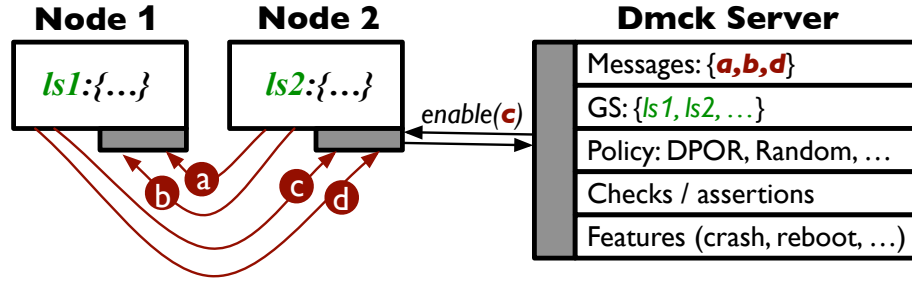 Node 1
Node 2
Dmck Server
ls1:{…}
ls2:{…}
enable(c)
Messages: {a,b,d}
GS: {ls1, ls2, …}
Policy: DPOR, Random, …
Checks / assertions
Features (crash, reboot, …)
b
a
c
d